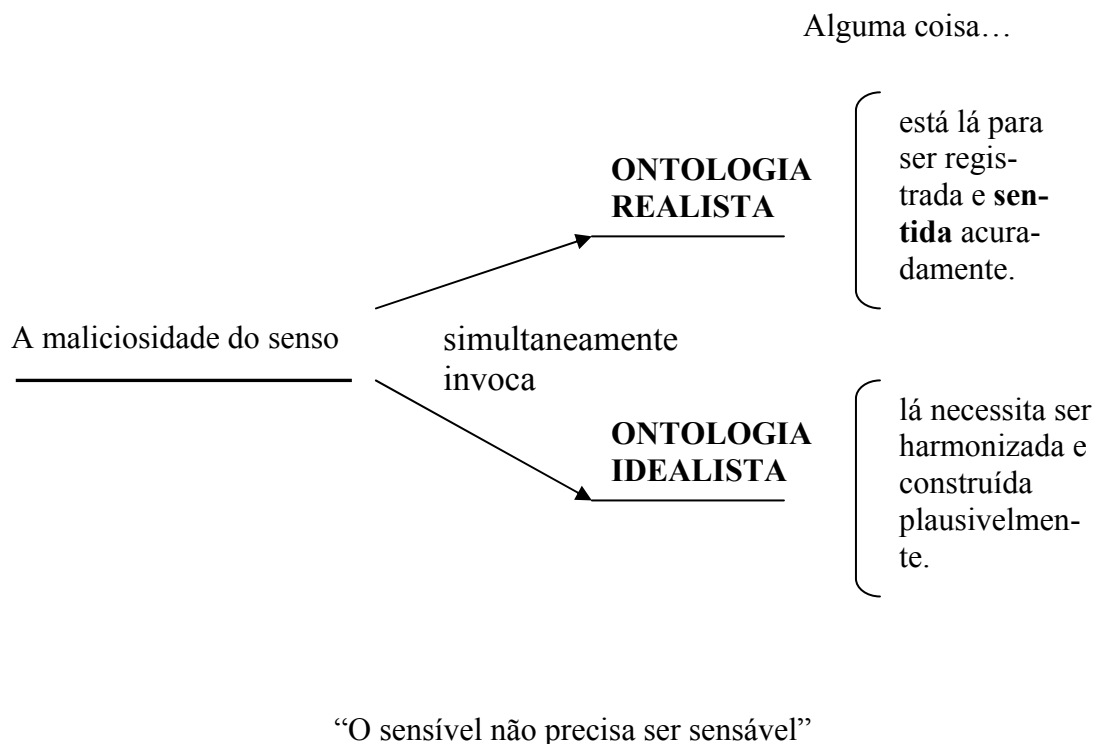 Alguma coisa…
ONTOLOGIA
REALISTA
está lá para
ser regis-
trada e sen-
tida acura-
damente.
A maliciosidade do senso
simultaneamente
invoca
ONTOLOGIA
IDEALISTA
lá necessita ser
harmonizada e
construída
plausivelmen-
te.
“O sensível não precisa ser sensável”